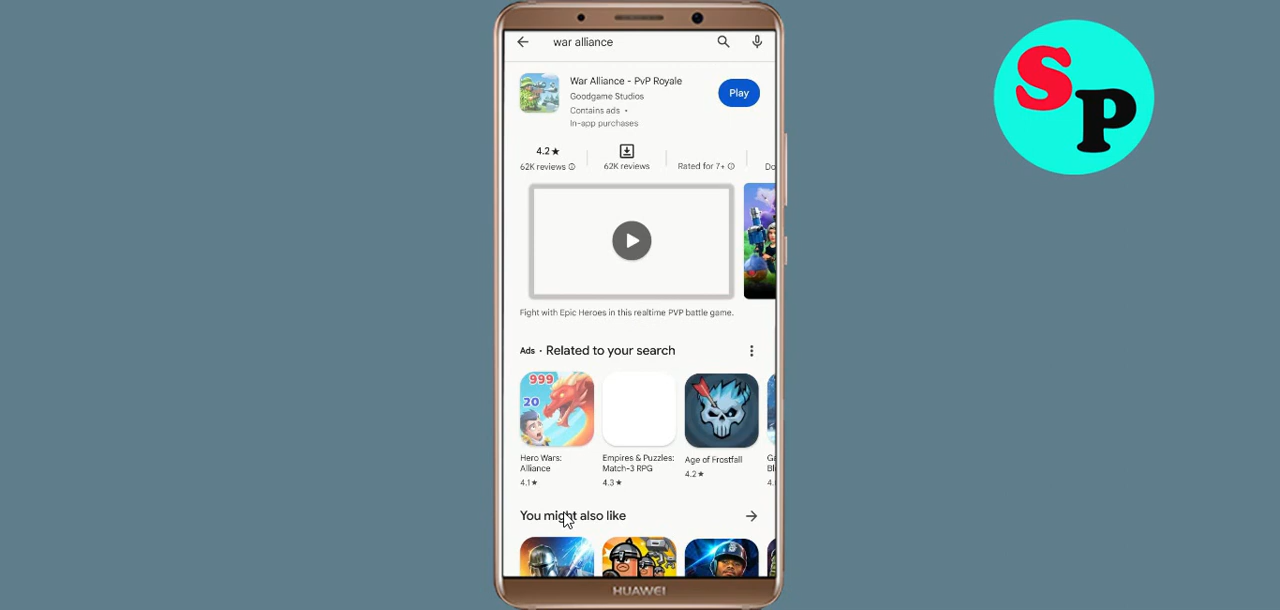 war alliance
War Alliance - PvP Royale
Goodgame Studios
Contains ads •
In-app purchases
Play
4.2★
62K reviews
62K reviews
Rated for 7+
Do
Fight with Epic Heroes in this realtime PVP battle game.
Ads · Related to your search
999
20
Hero Wars:
Alliance
4.1★
Empires & Puzzles:
Match-3 RPG
4.3★
Age of Frostfall
4.2★
You might also like
HUAWEI
SP